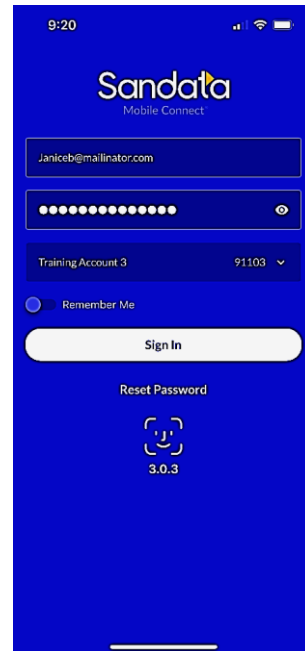 9:20
Sandata
Mobile Connect
Janiceb@mailinator.com
Training Account 3 91103
Remember Me
Sign In
Reset Password
3.0.3